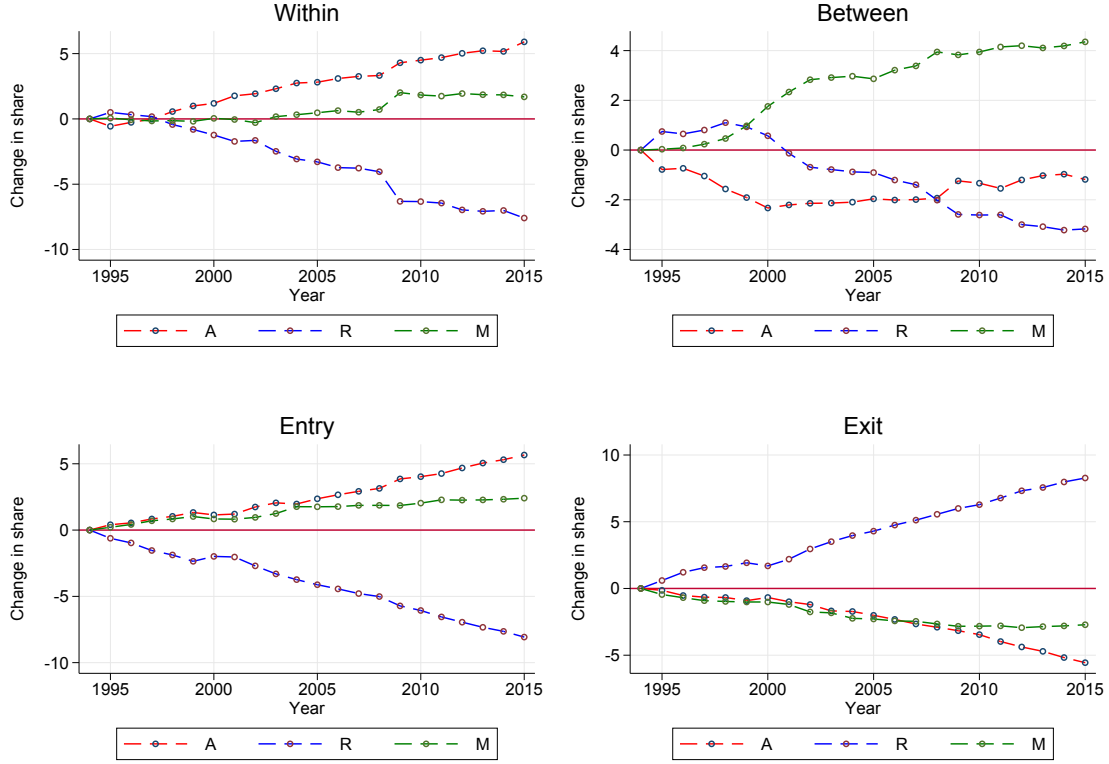 Within
Change in share
5
0
-5
-10
1995 2000 2005 2010 2015
Year
A R M
Between
Change in share
4
2
0
-2
-4
1995 2000 2005 2010 2015
Year
A R M
Entry
Change in share
5
0
-5
-10
1995 2000 2005 2010 2015
Year
A R M
Exit
Change in share
10
5
0
-5
1995 2000 2005 2010 2015
Year
A R M